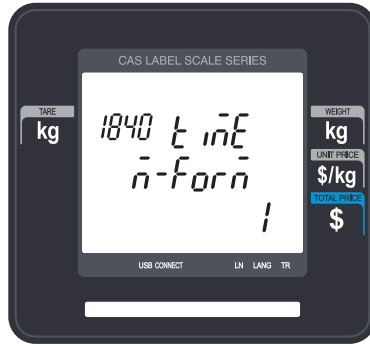 CAS LABEL SCALE SERIES
TARE
kg
1840 timE
m-Form
1
WEIGHT
kg
UNIT PRICE
$/kg
TOTAL PRICE
$
USB CONNECT LN LANG TR